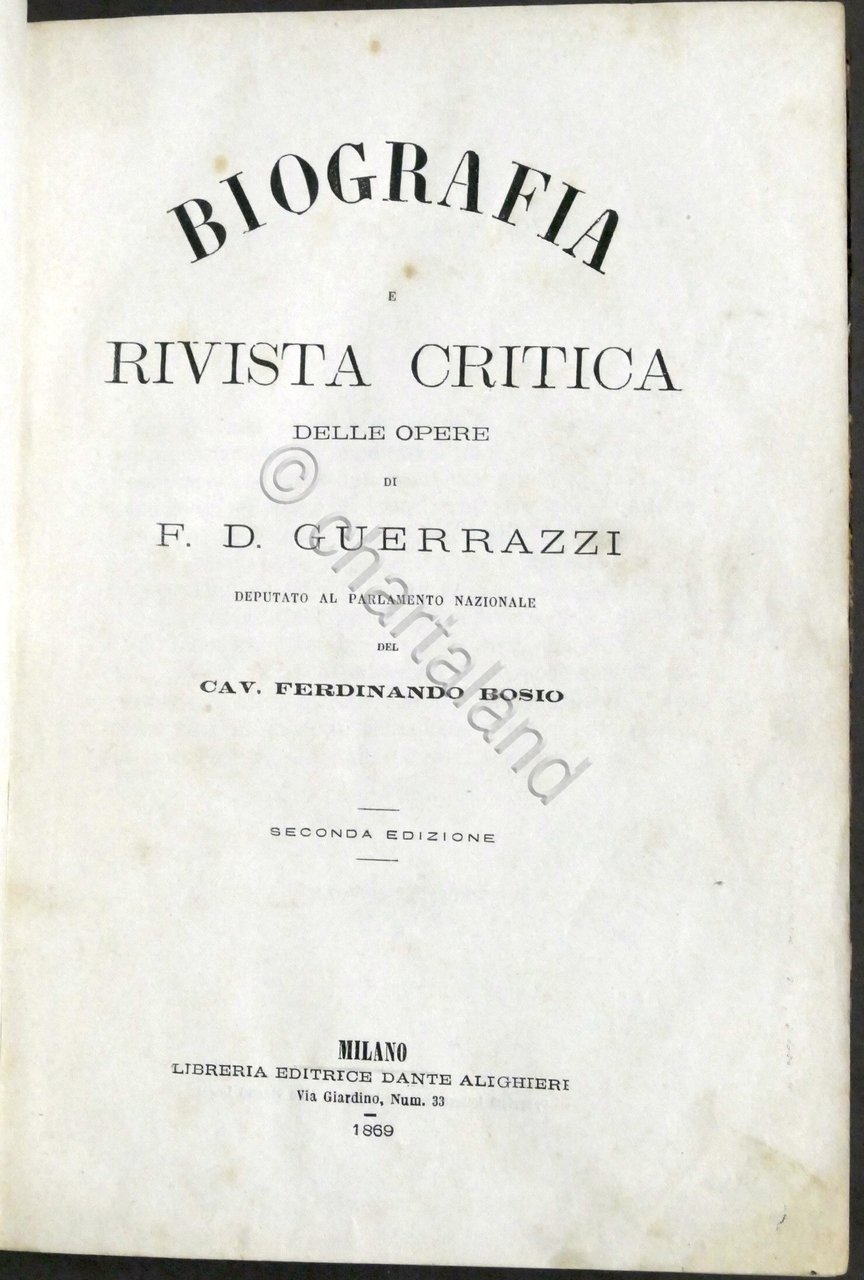 BIOGRAFIA
E
RIVISTA CRITICA
DELLE OPERE
DI
F. D. GUERRAZZI
DEPUTATO AL PARLAMENTO NAZIONALE
DEL
CAV. FERDINANDO BOSIO
SECONDA EDIZIONE
MILANO
LIBRERIA EDITRICE DANTE ALIGHIERI
Via Giardino, Num. 33
1869
© chartaland